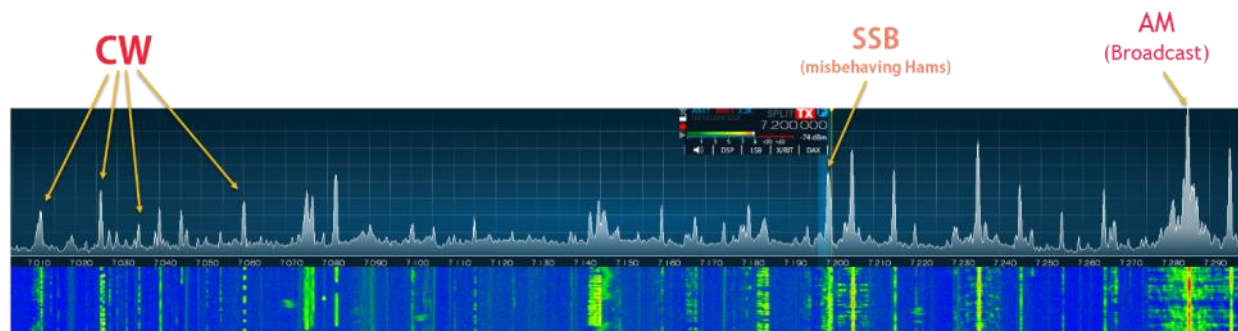 CW
SSB
(misbehaving Hams)
AM
(Broadcast)
SPLIT TX
7.200.000
-74 dBm
DSP LSB X/RIT DAX
7.010 7.020 7.030 7.040 7.050 7.060 7.070 7.080 7.090 7.100 7.110 7.120 7.130 7.140 7.150 7.160 7.170 7.180 7.190 7.200 7.210 7.220 7.230 7.240 7.250 7.260 7.270 7.280 7.290